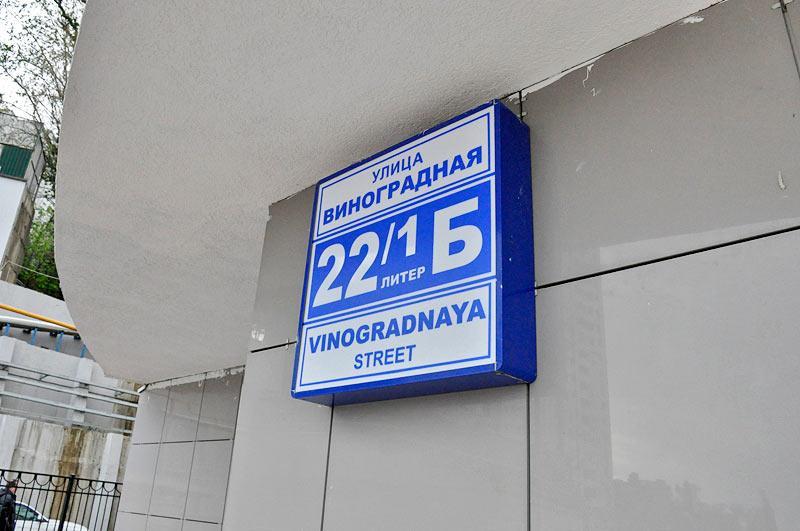 УЛИЦА
ВИНОГРАДНАЯ
22/1 ЛИТЕР Б
VINOGRADNAYA
STREET